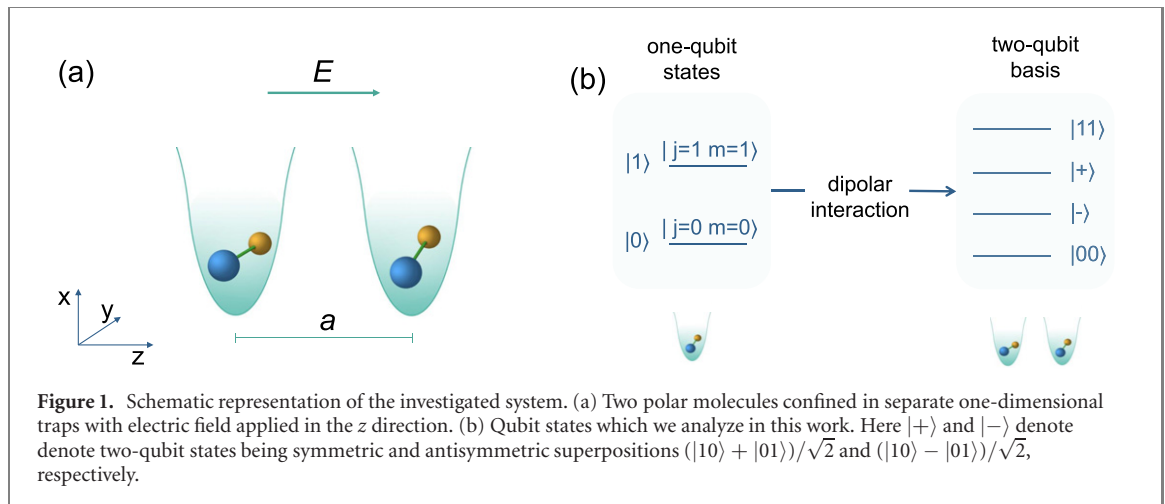 (a)
E
a
x
y
z
(b)
one-qubit
states
|1⟩ | j=1 m=1⟩
|0⟩ | j=0 m=0⟩
dipolar
interaction
two-qubit
basis
|11⟩
|+⟩
|-⟩
|00⟩
Figure 1. Schematic representation of the investigated system. (a) Two polar molecules confined in separate one-dimensional
traps with electric field applied in the z direction. (b) Qubit states which we analyze in this work. Here |+⟩ and |−⟩ denote
denote two-qubit states being symmetric and antisymmetric superpositions (|10⟩ + |01⟩)/√2 and (|10⟩ − |01⟩)/√2,
respectively.